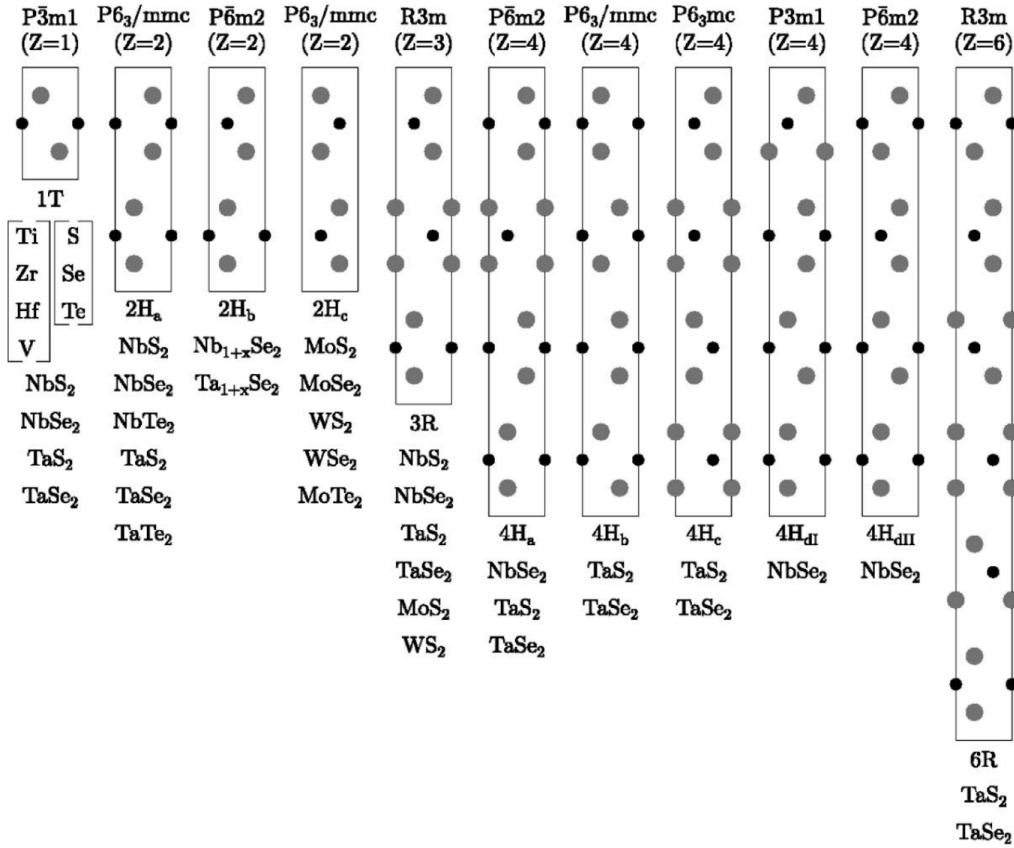 P3̄m1 P6₃/mmc P6̄m2 P6₃/mmc R3m P6̄m2 P6₃/mmc P6₃mc P3m1 P6̄m2 R3m
(Z=1) (Z=2) (Z=2) (Z=2) (Z=3) (Z=4) (Z=4) (Z=4) (Z=4) (Z=4) (Z=6)
1T
Ti S
Zr Se
Hf Te
V
NbS₂
NbSe₂
TaS₂
TaSe₂
2Hₐ
NbS₂
NbSe₂
NbTe₂
TaS₂
TaSe₂
TaTe₂
2H_b
Nb₁₊ₓSe₂
Ta₁₊ₓSe₂
2H_c
MoS₂
MoSe₂
WS₂
WSe₂
MoTe₂
3R
NbS₂
NbSe₂
TaS₂
TaSe₂
MoS₂
WS₂
4Hₐ
NbSe₂
TaS₂
TaSe₂
4H_b
TaS₂
TaSe₂
4H_c
TaS₂
TaSe₂
4H_dI
NbSe₂
4H_dII
NbSe₂
6R
TaS₂
TaSe₂